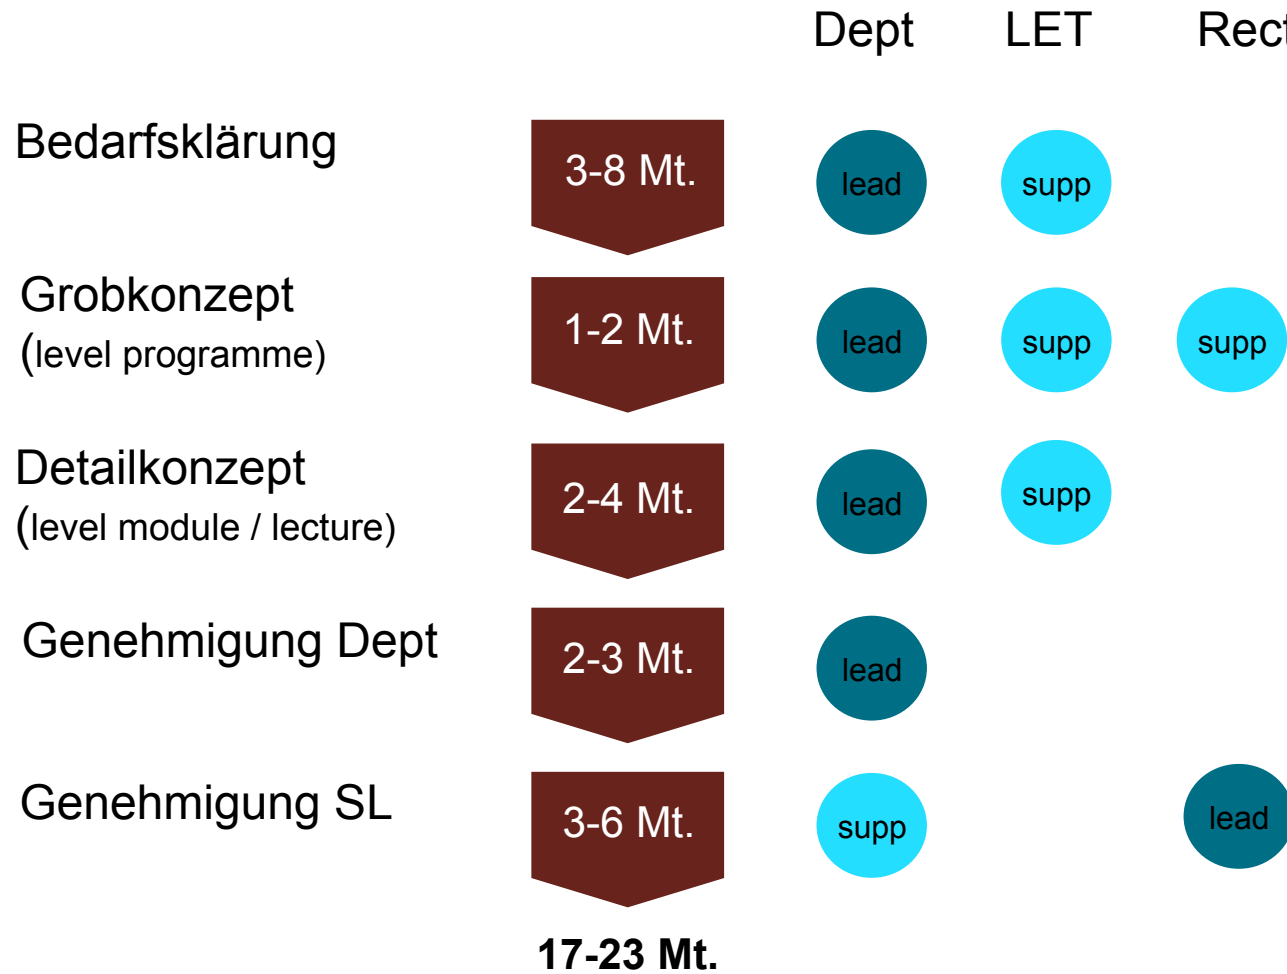 Dept LET Rect
Bedarfsklärung 3-8 Mt. lead supp
Grobkonzept
(level programme) 1-2 Mt. lead supp supp
Detailkonzept
(level module / lecture) 2-4 Mt. lead supp
Genehmigung Dept 2-3 Mt. lead
Genehmigung SL 3-6 Mt. supp lead
17-23 Mt.